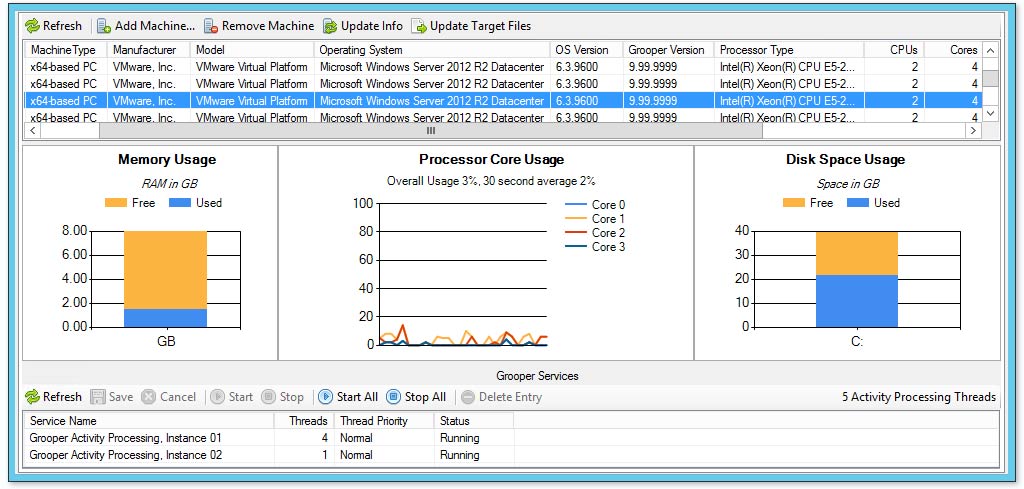 Refresh Add Machine... Remove Machine Update Info Update Target Files
MachineType Manufacturer Model Operating System OS Version Grooper Version Processor Type CPUs Cores
x64-based PC VMware, Inc. VMware Virtual Platform Microsoft Windows Server 2012 R2 Datacenter 6.3.9600 9.99.9999 Intel(R) Xeon(R) CPU E5-2... 2 4
x64-based PC VMware, Inc. VMware Virtual Platform Microsoft Windows Server 2012 R2 Datacenter 6.3.9600 9.99.9999 Intel(R) Xeon(R) CPU E5-2... 2 4
x64-based PC VMware, Inc. VMware Virtual Platform Microsoft Windows Server 2012 R2 Datacenter 6.3.9600 9.99.9999 Intel(R) Xeon(R) CPU E5-2... 2 4
x64-based PC VMware, Inc. VMware Virtual Platform Microsoft Windows Server 2012 R2 Datacenter 6.3.9600 9.99.9999 Intel(R) Xeon(R) CPU E5-2... 2 4
Memory Usage
RAM in GB
Free Used
8.00
6.00
4.00
2.00
0.00
GB
Processor Core Usage
Overall Usage 3%, 30 second average 2%
100
80
60
40
20
0
Core 0
Core 1
Core 2
Core 3
Disk Space Usage
Space in GB
Free Used
40
30
20
10
0
C:
Grooper Services
Refresh Save Cancel Start Stop Start All Stop All Delete Entry 5 Activity Processing Threads
Service Name Threads Thread Priority Status
Grooper Activity Processing, Instance 01 4 Normal Running
Grooper Activity Processing, Instance 02 1 Normal Running